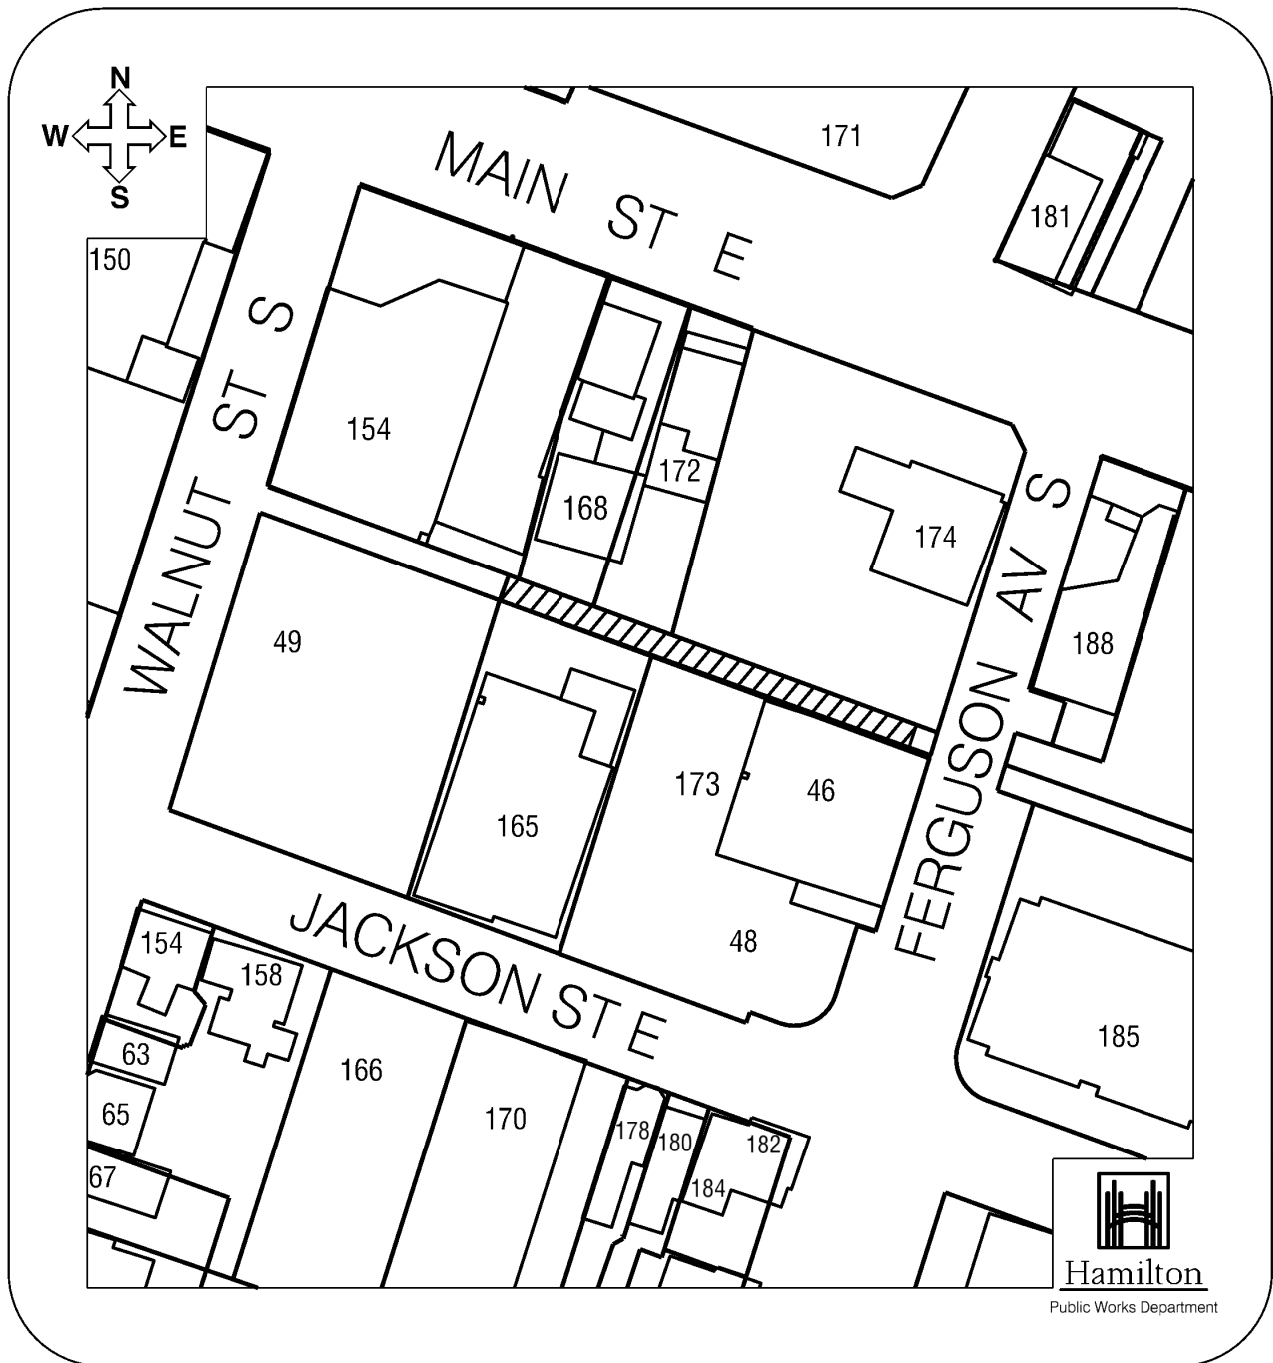 N
W E
S
171
MAIN ST E
181
150
WALNUT ST S
154
168
172
174
FERGUSON AV S
188
49
165
173
46
48
JACKSON ST E
154
158
63
65
67
166
170
178
180
182
184
185
Hamilton
Public Works Department